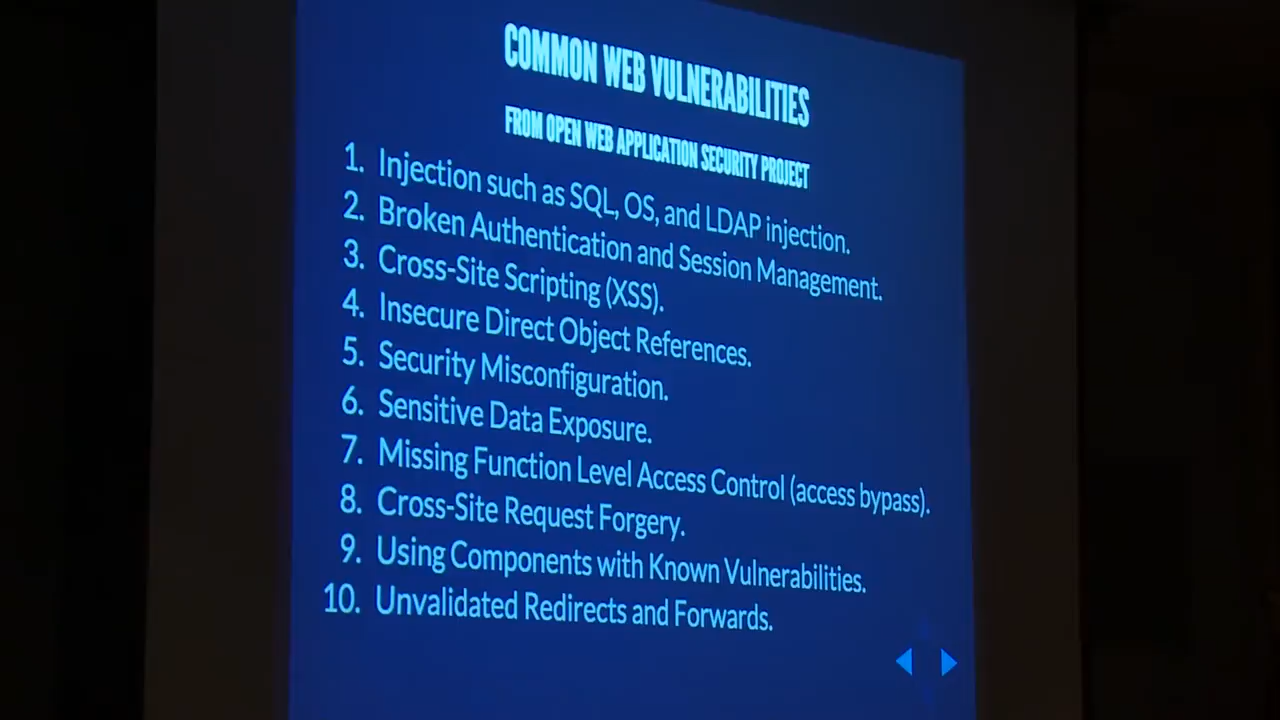 COMMON WEB VULNERABILITIES
FROM OPEN WEB APPLICATION SECURITY PROJECT
1. Injection such as SQL, OS, and LDAP injection.
2. Broken Authentication and Session Management.
3. Cross-Site Scripting (XSS).
4. Insecure Direct Object References.
5. Security Misconfiguration.
6. Sensitive Data Exposure.
7. Missing Function Level Access Control (access bypass).
8. Cross-Site Request Forgery.
9. Using Components with Known Vulnerabilities.
10. Unvalidated Redirects and Forwards.